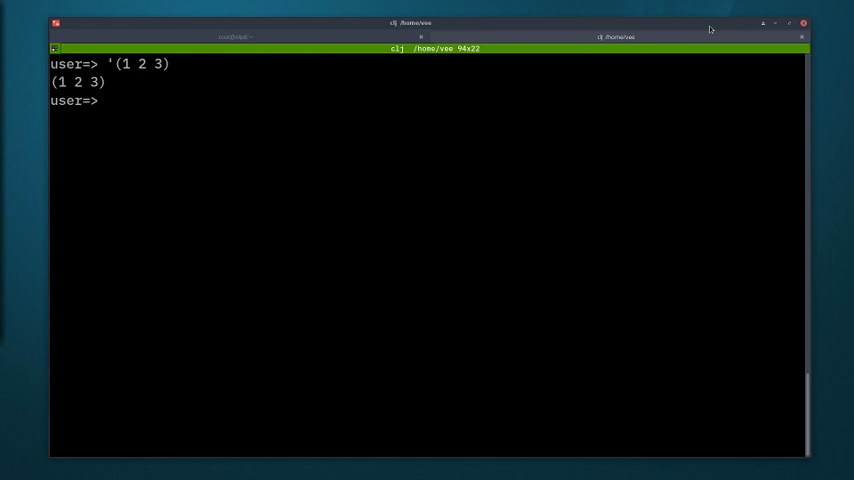 clj /home/vee
clj /home/vee
clj /home/vee 94x22
user=> '(1 2 3)
(1 2 3)
user=>